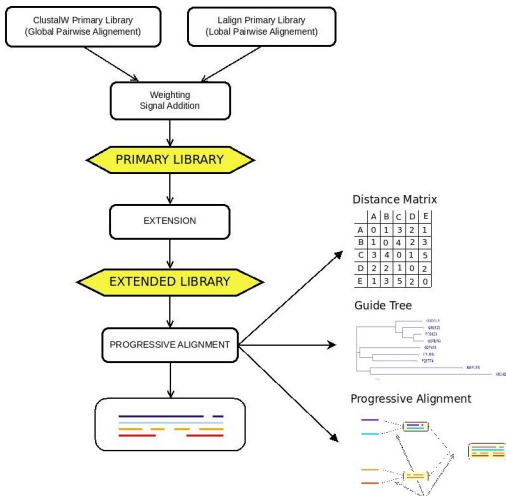 ClustalW Primary Library
(Global Pairwise Alignement)
Lalign Primary Library
(Lobal Pairwise Alignement)
Weighting
Signal Addition
PRIMARY LIBRARY
EXTENSION
EXTENDED LIBRARY
PROGRESSIVE ALIGNMENT
Distance Matrix
A B C D E
A 0 1 3 2 1
B 1 0 4 2 3
C 3 4 0 1 5
D 2 2 1 0 2
E 1 3 5 2 0
Guide Tree
Progressive Alignment